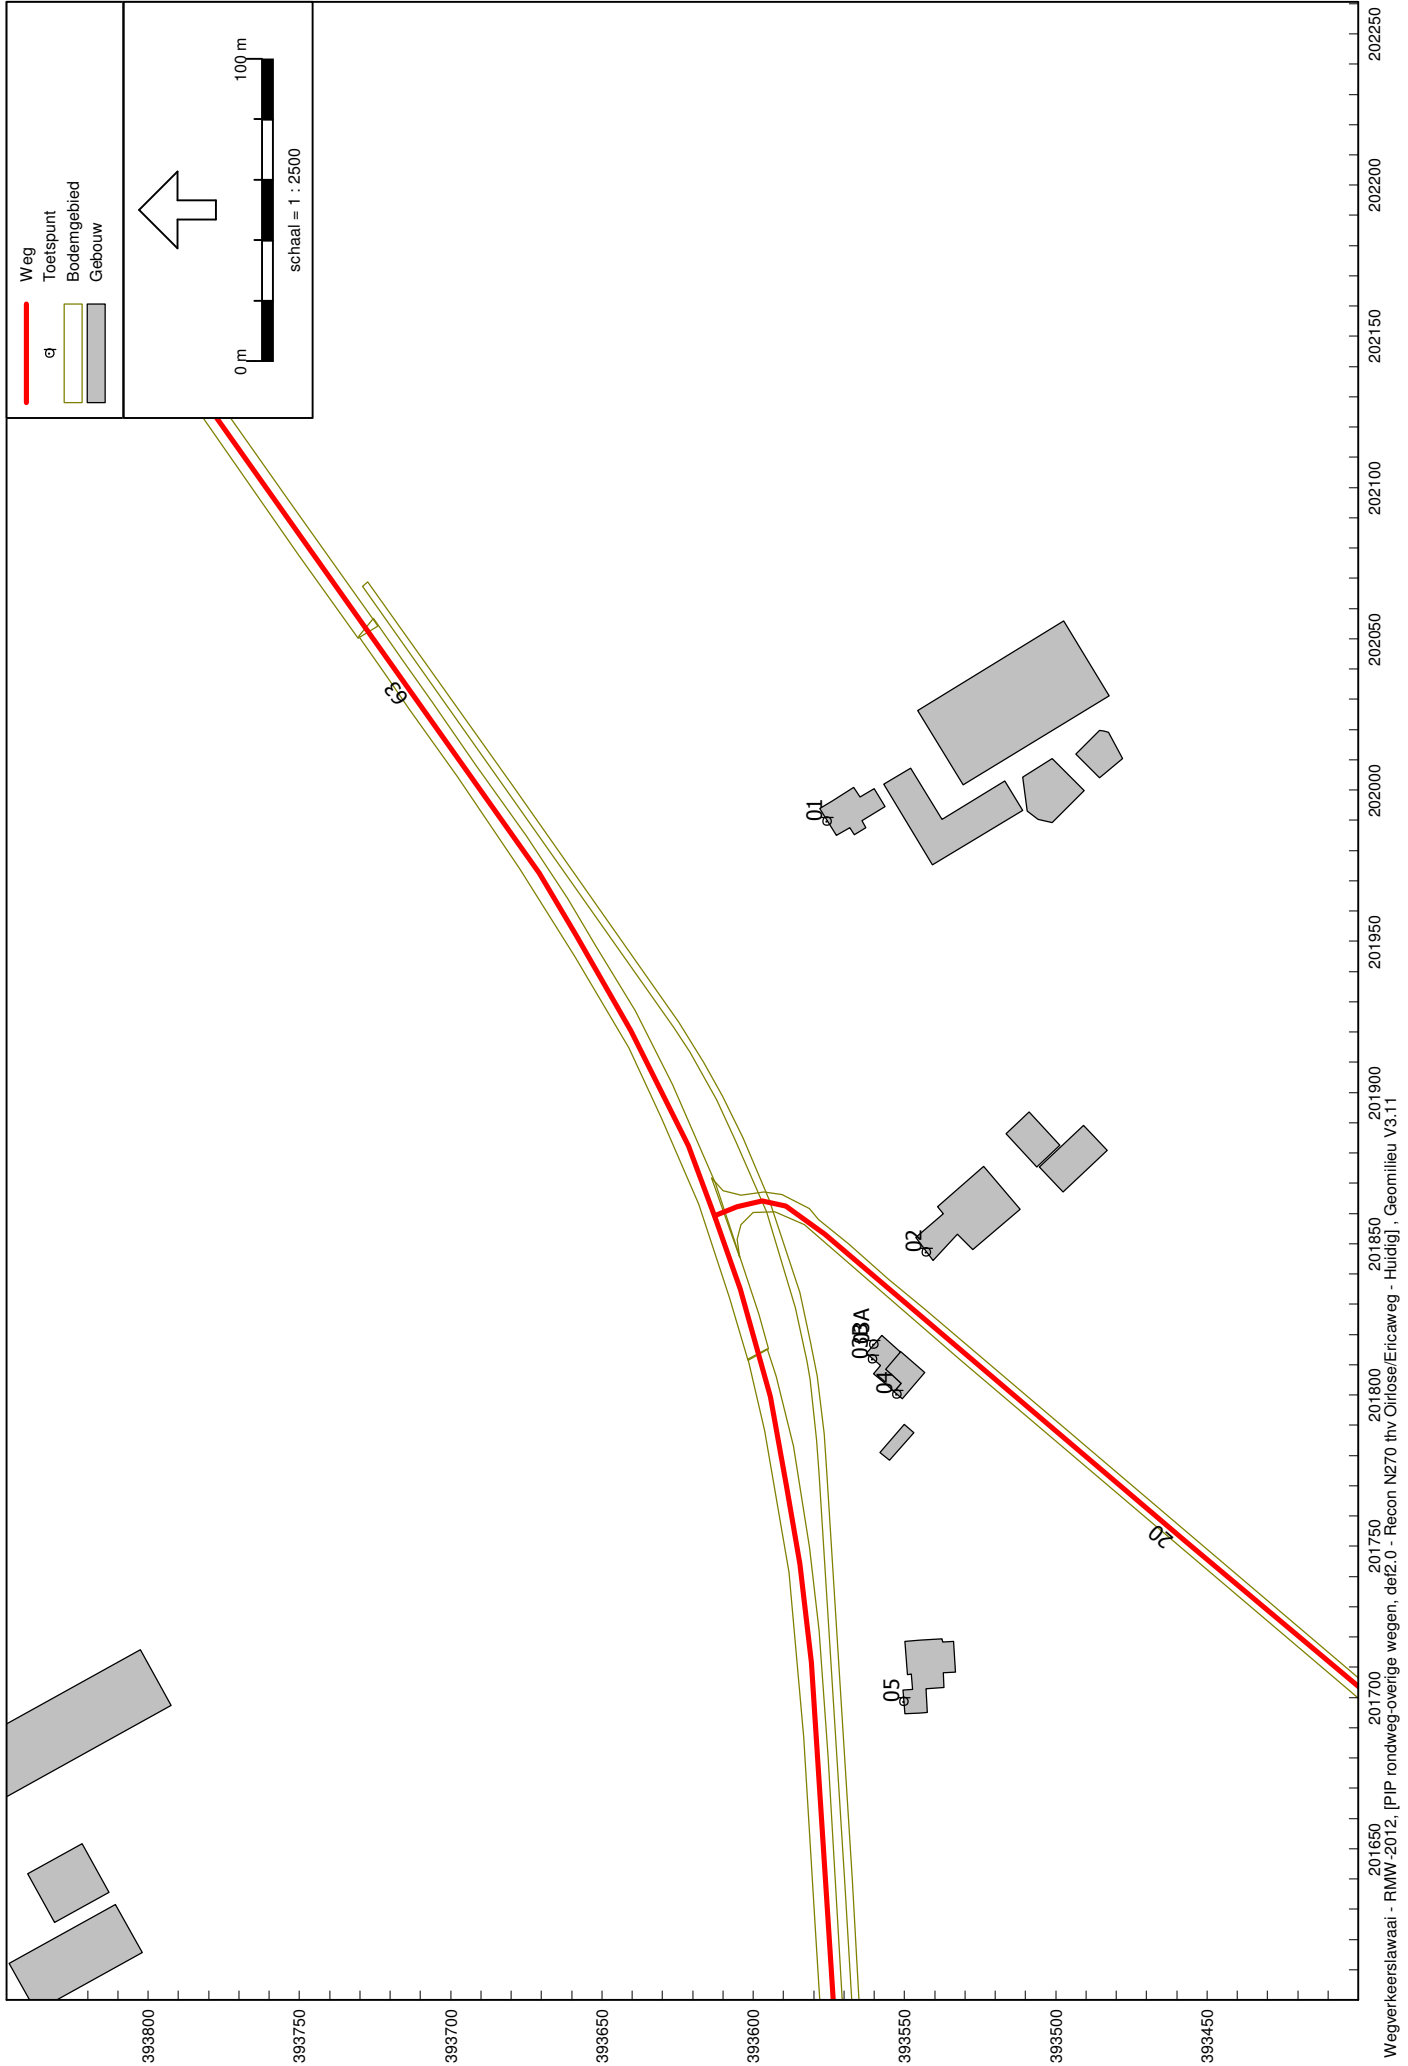 Weg
Toetspunt
Bodemgebied
Gebouw
0 m
100 m
schaal = 1 : 2500
63
01
02
03A
03B
04
05
20
393800
393750
393700
393650
393600
393550
393500
393450
201650
201700
201750
201800
201850
201900
201950
202000
202050
202100
202150
202200
202250
Wegverkeerslawaai - RMW-2012, [PIP rondweg-overige wegen, def2.0 - Recon N270 thv Oirlose/Ericaweg - Huidig] , Geomilieu V3.11